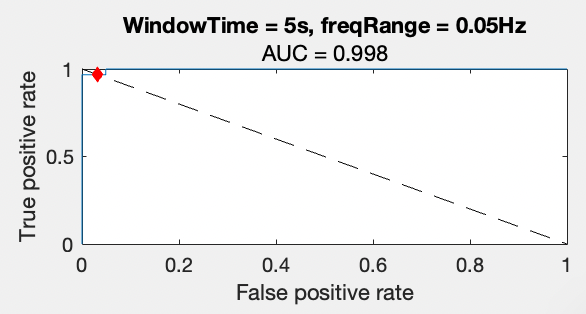 WindowTime = 5s, freqRange = 0.05Hz
AUC = 0.998
1
0.5
0
True positive rate
0 0.2 0.4 0.6 0.8 1
False positive rate